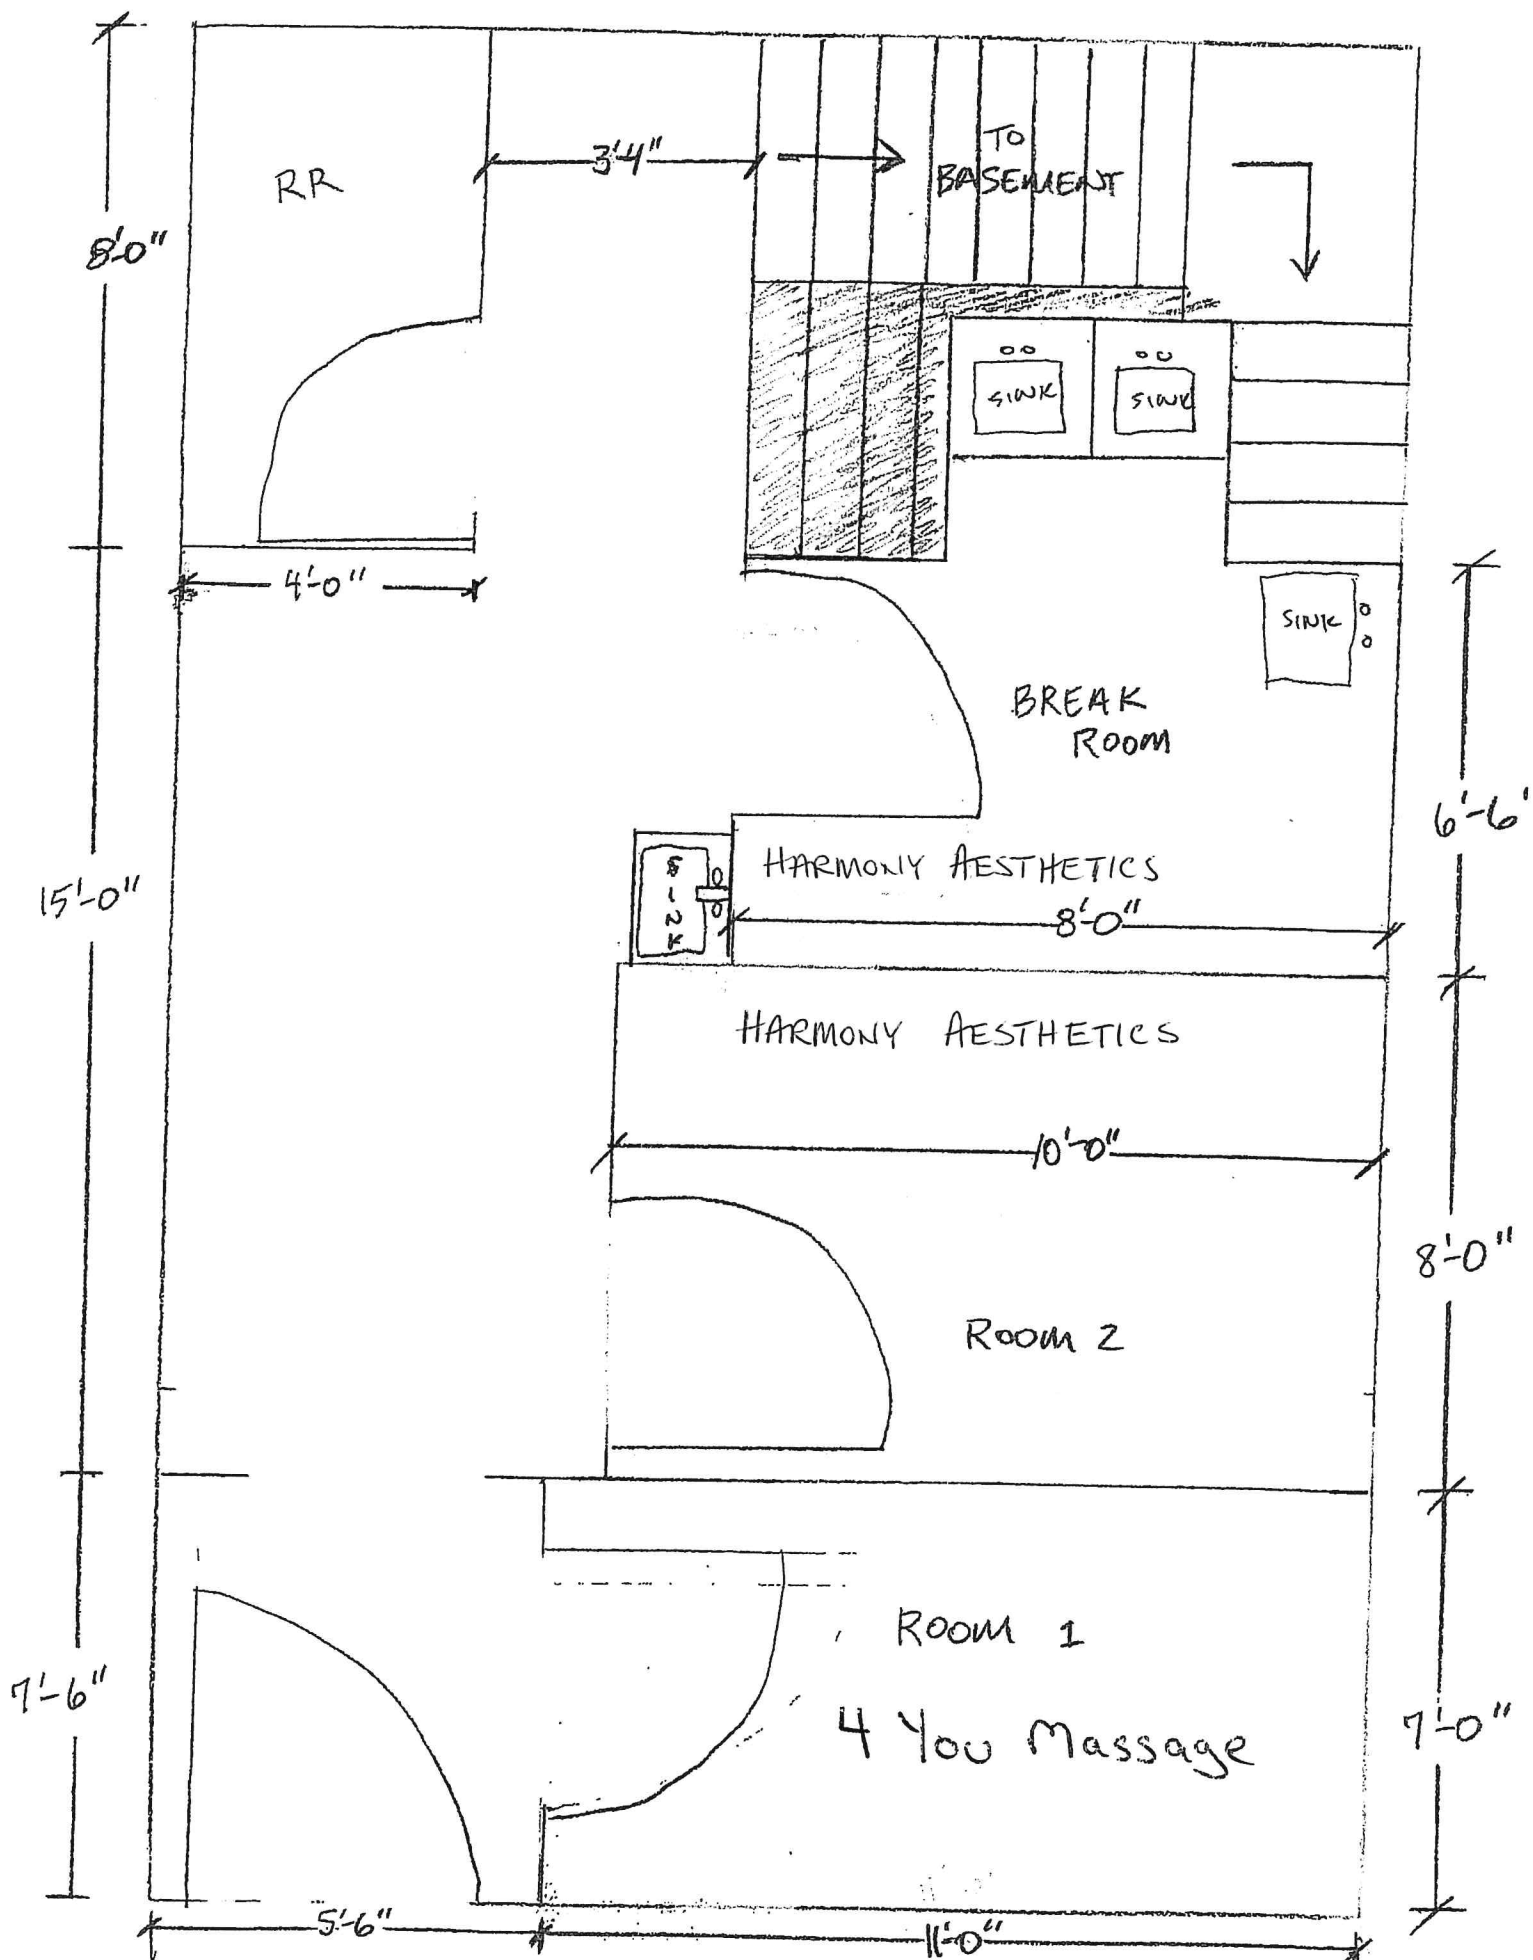 RR
3'4"
TO
BASEMENT
8'-0"
SINK
SINK
4'-0"
SINK
BREAK
ROOM
6'-6'
15'-0"
SINK
HARMONY AESTHETICS
8'-0"
HARMONY AESTHETICS
10'-0"
8'-0"
ROOM 2
ROOM 1
7'-6"
4 You Massage
7'-0"
5'-6"
11'-0"